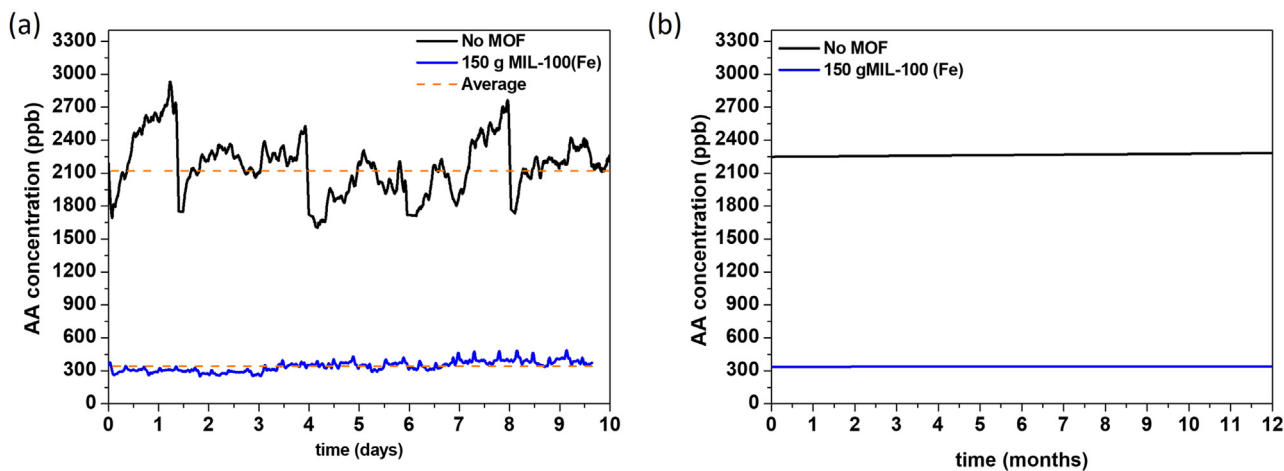 (a)
No MOF
150 g MIL-100(Fe)
Average
AA concentration (ppb)
3300
3000
2700
2400
2100
1800
1500
1200
900
600
300
0
0 1 2 3 4 5 6 7 8 9 10
time (days)
(b)
No MOF
150 gMIL-100 (Fe)
AA concentration (ppb)
3300
3000
2700
2400
2100
1800
1500
1200
900
600
300
0
0 1 2 3 4 5 6 7 8 9 10 11 12
time (months)